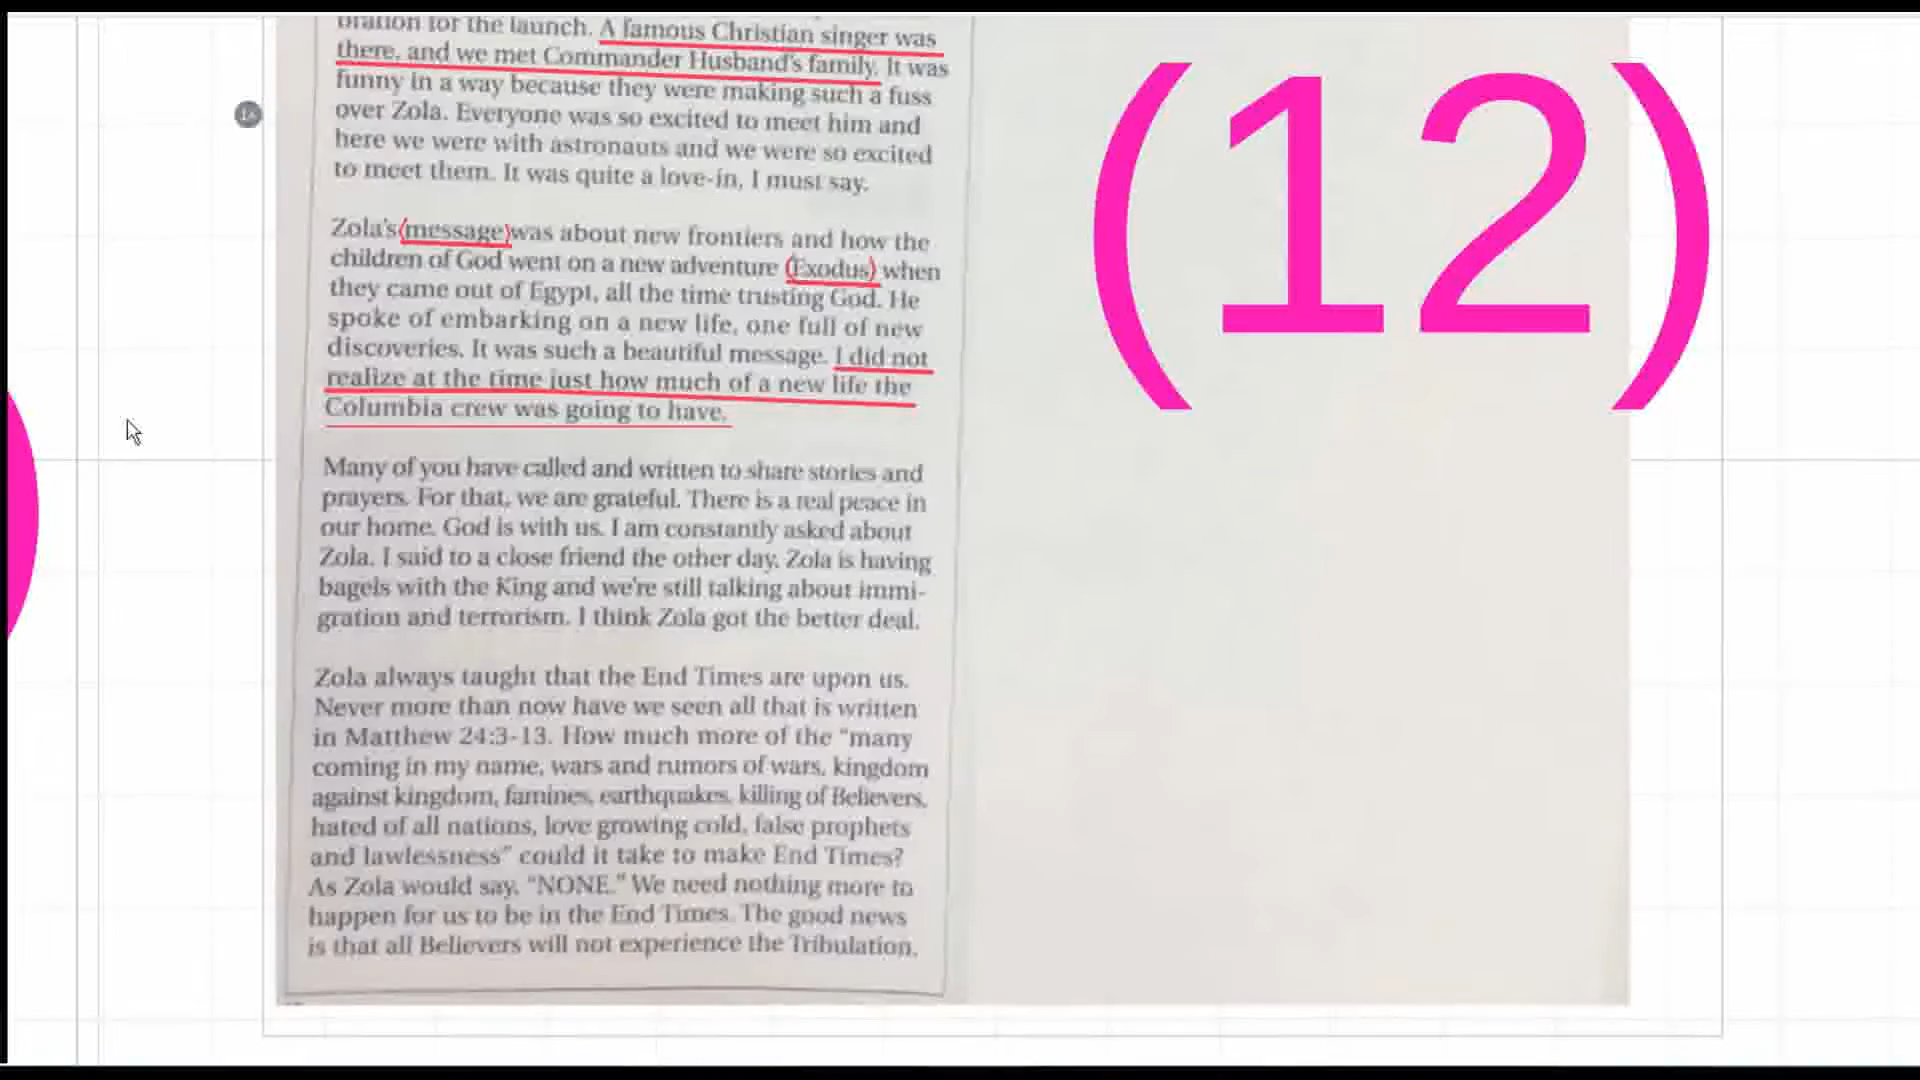 bration for the launch. A famous Christian singer was
there, and we met Commander Husband's family. It was
funny in a way because they were making such a fuss
over Zola. Everyone was so excited to meet him and
here we were with astronauts and we were so excited
to meet them. It was quite a love-in, I must say.
Zola's (message) was about new frontiers and how the
children of God went on a new adventure (Exodus) when
they came out of Egypt, all the time trusting God. He
spoke of embarking on a new life, one full of new
discoveries. It was such a beautiful message. I did not
realize at the time just how much of a new life the
Columbia crew was going to have.
Many of you have called and written to share stories and
prayers. For that, we are grateful. There is a real peace in
our home. God is with us. I am constantly asked about
Zola. I said to a close friend the other day. Zola is having
bagels with the King and we're still talking about immi-
gration and terrorism. I think Zola got the better deal.
Zola always taught that the End Times are upon us.
Never more than now have we seen all that is written
in Matthew 24:3-13. How much more of the "many
coming in my name, wars and rumors of wars, kingdom
against kingdom, famines, earthquakes, killing of Believers,
hated of all nations, love growing cold, false prophets
and lawlessness" could it take to make End Times?
As Zola would say, "NONE." We need nothing more to
happen for us to be in the End Times. The good news
is that all Believers will not experience the Tribulation.
(12)